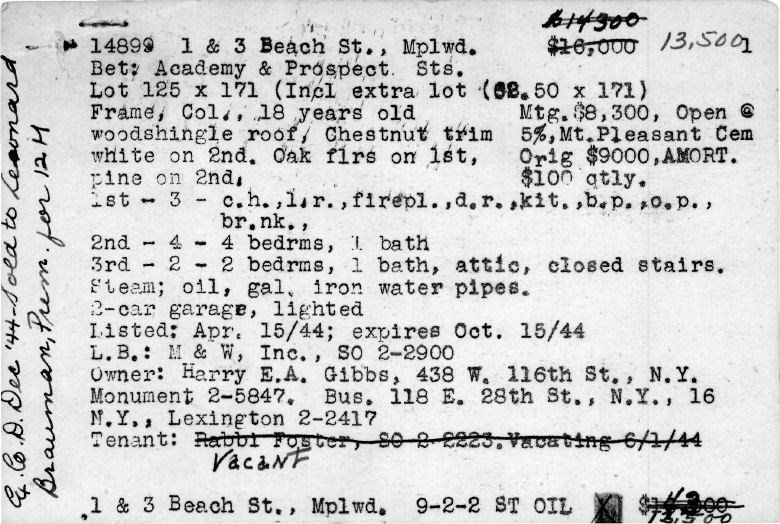 $14300
14899 1 & 3 Beach St., Mplwd. $16,000 13,500 1
Bet: Academy & Prospect Sts.
Lot 125 x 171 (Incl extra lot (62.50 x 171)
Frame, Col., 18 years old Mtg.$8,300, Open @
woodshingle roof, Chestnut trim 5%,Mt.Pleasant Cem
white on 2nd. Oak flrs on 1st, Orig $9000,AMORT.
pine on 2nd, $100 qtly.
1st - 3 - c.h.,l.r.,firepl.,d.r.,kit.,b.p.,o.p.,
br.nk.,
2nd - 4 - 4 bedrms, 1 bath
3rd - 2 - 2 bedrms, 1 bath, attic, closed stairs.
Steam; oil, gal. iron water pipes.
2-car garage, lighted
Listed: Apr. 15/44; expires Oct. 15/44
L.B.: M & W, Inc., SO 2-2900
Owner: Harry E.A. Gibbs, 438 W. 116th St., N.Y.
Monument 2-5847. Bus. 118 E. 28th St., N.Y., 16
N.Y., Lexington 2-2417
Tenant: Rabbi Foster, SO 2-2223.Vacating 6/1/44
Vacant
1 & 3 Beach St., Mplwd. 9-2-2 ST OIL
13,500
C. D. Dec '44 - Sold to Leonard
Brauman, Prem. for 12 M